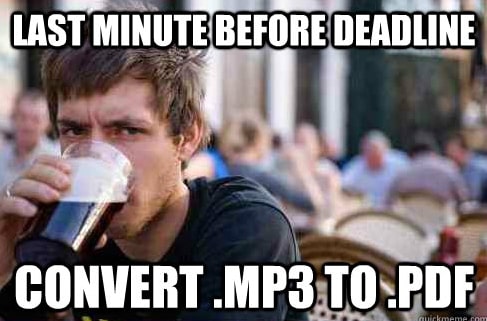 LAST MINUTE BEFORE DEADLINE
CONVERT .MP3 TO .PDF
quickmeme.com